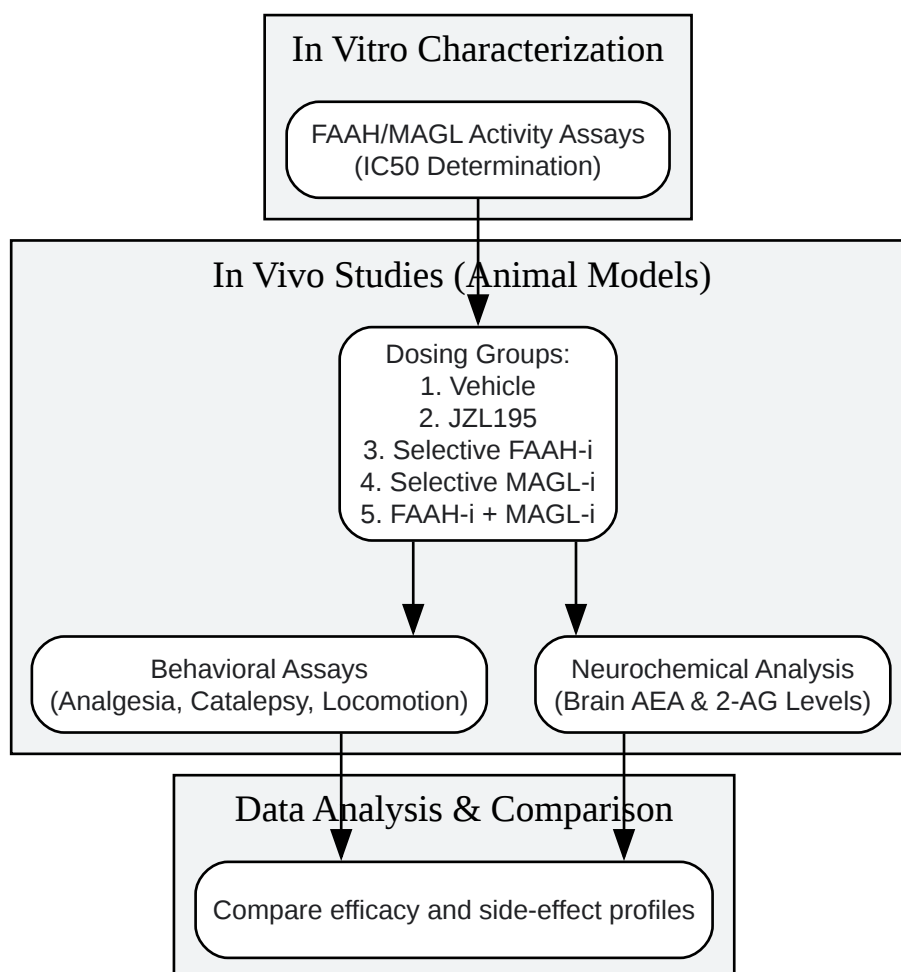 In Vitro Characterization
FAAH/MAGL Activity Assays
(IC50 Determination)
In Vivo Studies (Animal Models)
Dosing Groups:
1. Vehicle
2. JZL195
3. Selective FAAH-i
4. Selective MAGL-i
5. FAAH-i + MAGL-i
Behavioral Assays
(Analgesia, Catalepsy, Locomotion)
Neurochemical Analysis
(Brain AEA & 2-AG Levels)
Data Analysis & Comparison
Compare efficacy and side-effect profiles